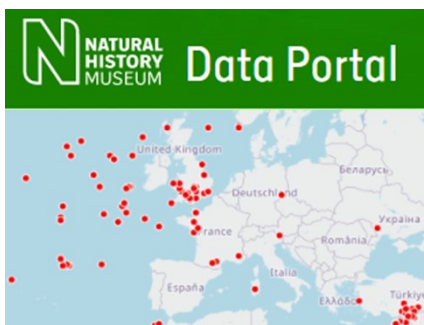 NATURAL
HISTORY
MUSEUM
Data Portal
United Kingdom
Беларусь
Deutschland
Україна
France
România
Italia
España
Ελλάδα
Türkiye